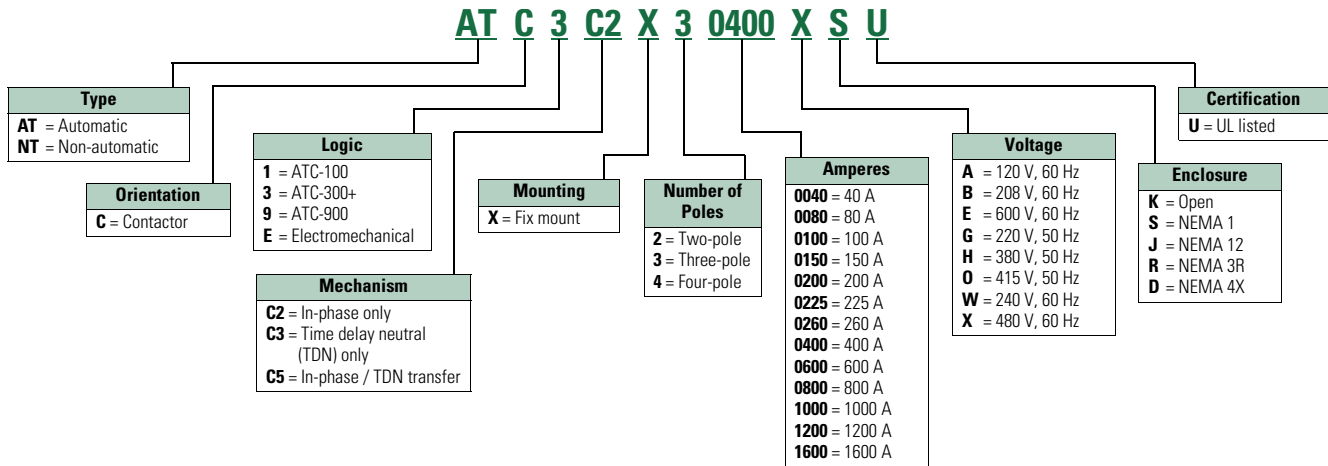 AT C 3 C2 X 3 0400 X S U
Type
AT = Automatic
NT = Non-automatic
Orientation
C = Contactor
Logic
1 = ATC-100
3 = ATC-300+
9 = ATC-900
E = Electromechanical
Mechanism
C2 = In-phase only
C3 = Time delay neutral
(TDN) only
C5 = In-phase / TDN transfer
Mounting
X = Fix mount
Number of
Poles
2 = Two-pole
3 = Three-pole
4 = Four-pole
Amperes
0040 = 40 A
0080 = 80 A
0100 = 100 A
0150 = 150 A
0200 = 200 A
0225 = 225 A
0260 = 260 A
0400 = 400 A
0600 = 600 A
0800 = 800 A
1000 = 1000 A
1200 = 1200 A
1600 = 1600 A
Voltage
A = 120 V, 60 Hz
B = 208 V, 60 Hz
E = 600 V, 60 Hz
G = 220 V, 50 Hz
H = 380 V, 50 Hz
O = 415 V, 50 Hz
W = 240 V, 60 Hz
X = 480 V, 60 Hz
Enclosure
K = Open
S = NEMA 1
J = NEMA 12
R = NEMA 3R
D = NEMA 4X
Certification
U = UL listed